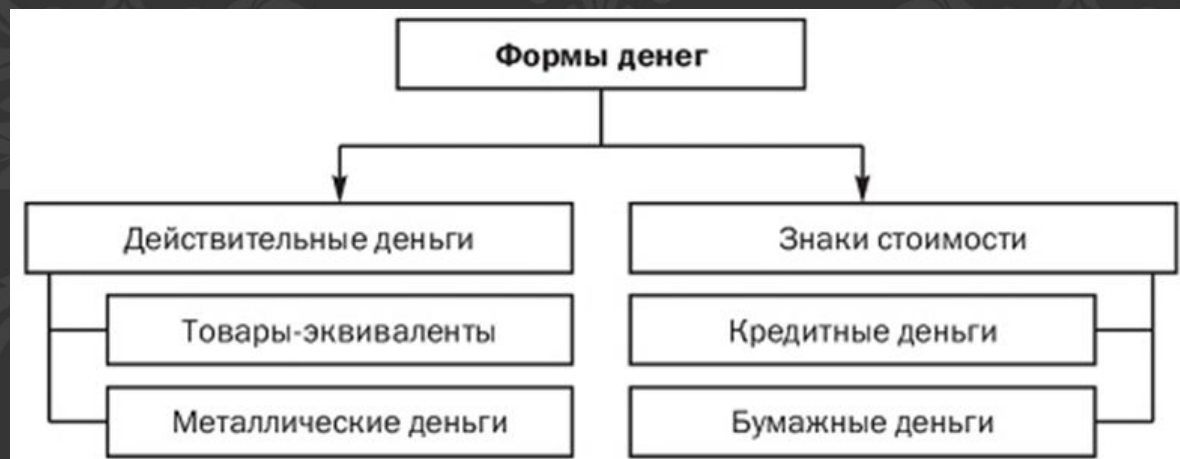 Формы денег
Действительные деньги
Товары-эквиваленты
Металлические деньги
Знаки стоимости
Кредитные деньги
Бумажные деньги